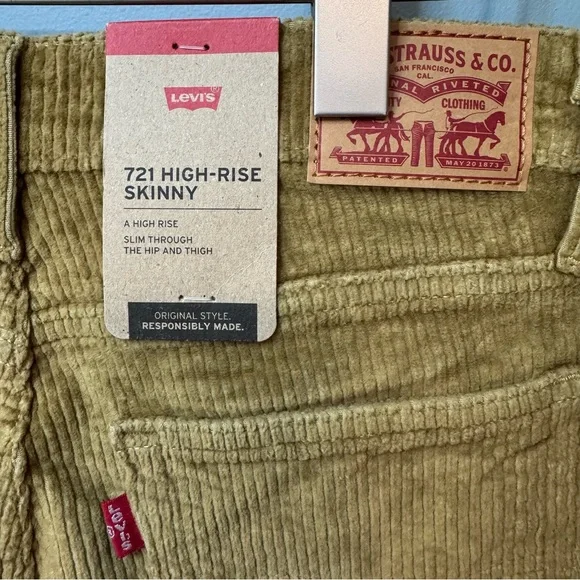 Levi's®
721 HIGH-RISE
SKINNY
A HIGH RISE
SLIM THROUGH
THE HIP AND THIGH
ORIGINAL STYLE.
RESPONSIBLY MADE.
STRAUSS & CO.
SAN FRANCISCO
CAL.
RIVETED
CLOTHING
PATENTED
MAY 20 1873
LEVI'S
®